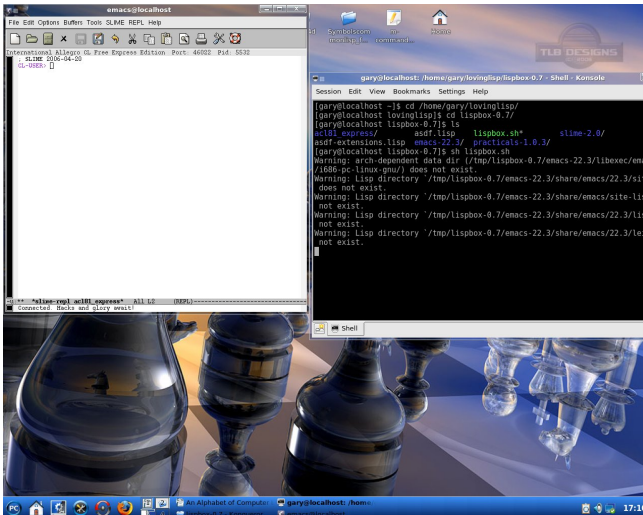 emacs@localhost
File Edit Options Buffers Tools SLIME REPL Help
International Allegro CL Free Express Edition Port: 46022 Pid: 5532
; SLIME 2006-04-20
CL-USER>
** *slime-repl acl81_express* All L2 (REPL)
Connected. Hacks and glory await!
Home
TLB DESIGNS
gary@localhost: /home/gary/lovinglisp/lispbox-0.7 - Shell - Konsole
Session Edit View Bookmarks Settings Help
[gary@localhost ~]$ cd /home/gary/lovinglisp/
[gary@localhost lovinglisp]$ cd lispbox-0.7/
[gary@localhost lispbox-0.7]$ ls
acl81_express/ asdf.lisp lispbox.sh* slime-2.0/
asdf-extensions.lisp emacs-22.3/ practicals-1.0.3/
[gary@localhost lispbox-0.7]$ sh lispbox.sh
Warning: arch-dependent data dir (/tmp/lispbox-0.7/emacs-22.3/libexec/ema
/i686-pc-linux-gnu/) does not exist.
Warning: Lisp directory `/tmp/lispbox-0.7/emacs-22.3/share/emacs/22.3/sit
does not exist.
Warning: Lisp directory `/tmp/lispbox-0.7/emacs-22.3/share/emacs/site-lis
not exist.
Warning: Lisp directory `/tmp/lispbox-0.7/emacs-22.3/share/emacs/22.3/lis
not exist.
Warning: Lisp directory `/tmp/lispbox-0.7/emacs-22.3/share/emacs/22.3/lei
not exist.
Shell
PC
An Alphabet of Computer
gary@localhost: /home